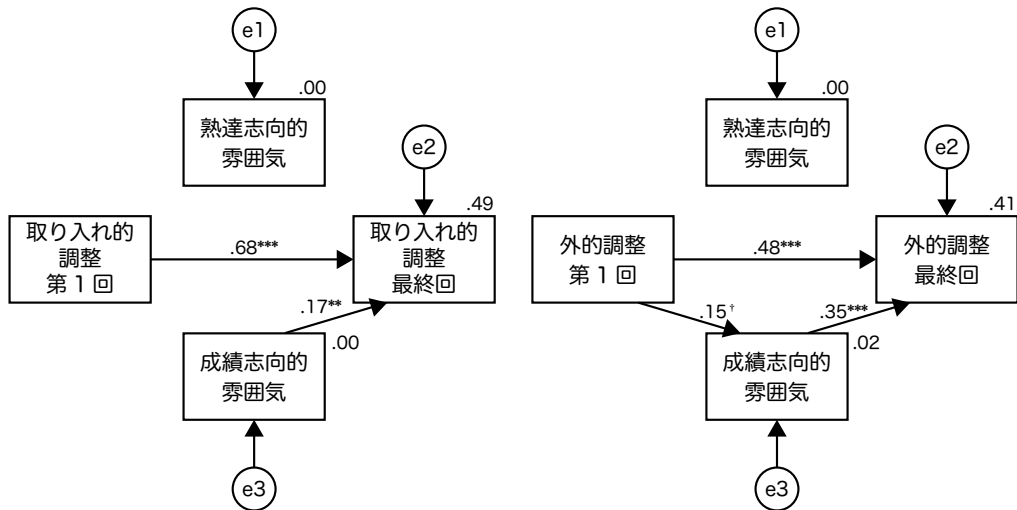 e1
.00
熟達志向的
雰囲気
e2
.49
取り入れ的
調整
第1回
.68***
取り入れ的
調整
最終回
.17**
.00
成績志向的
雰囲気
e3
e1
.00
熟達志向的
雰囲気
e2
.41
外的調整
第1回
.48***
外的調整
最終回
.15†
.35***
.02
成績志向的
雰囲気
e3